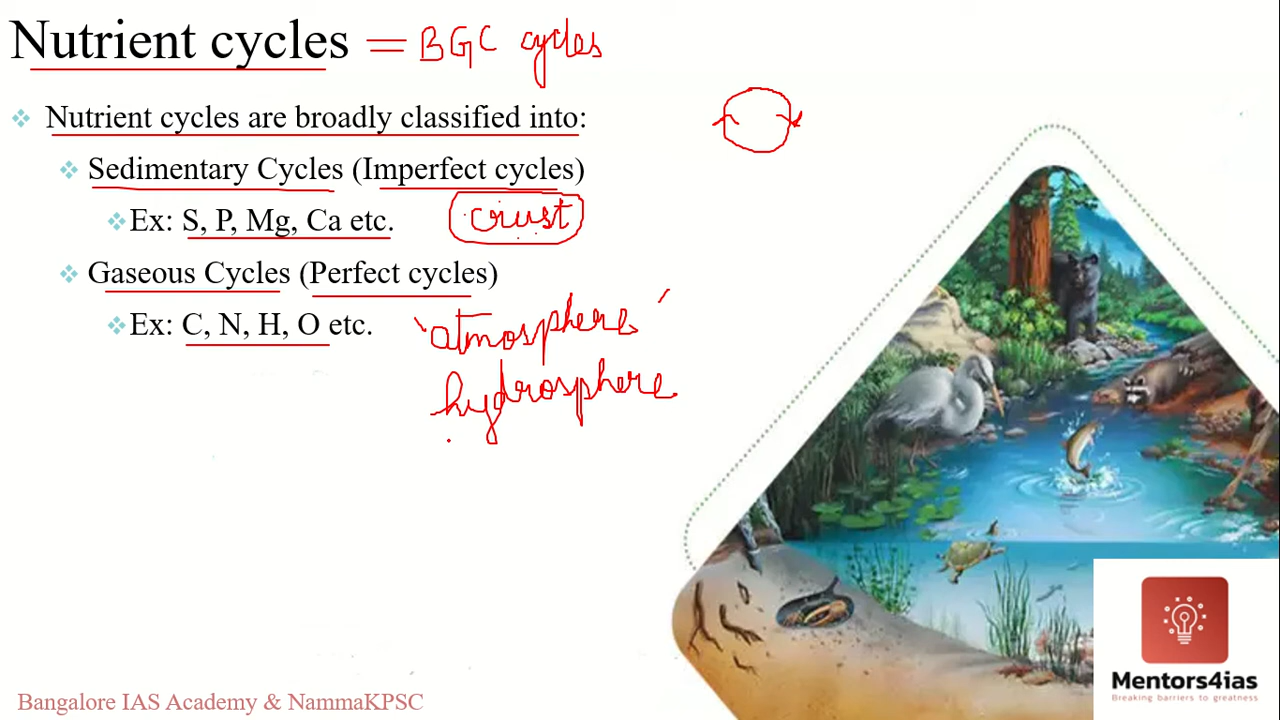 Nutrient cycles = BGC cycles
❖ Nutrient cycles are broadly classified into:
❖ Sedimentary Cycles (Imperfect cycles)
❖Ex: S, P, Mg, Ca etc. crust
❖ Gaseous Cycles (Perfect cycles)
❖Ex: C, N, H, O etc. 'atmosphere'
hydrosphere
Mentors4ias
Breaking barriers to greatness
Bangalore IAS Academy & NammaKPSC